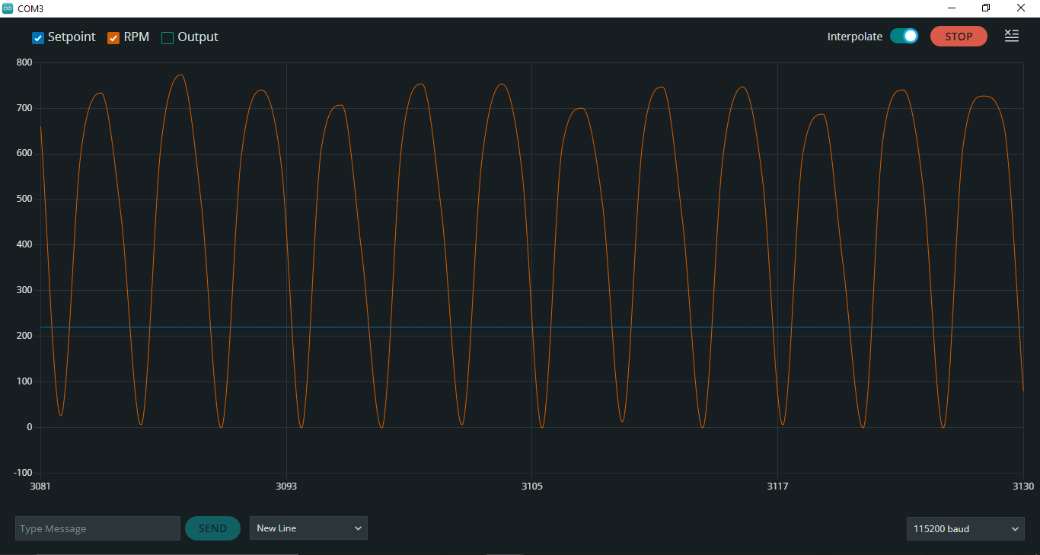 COM3
Setpoint RPM Output Interpolate STOP
800
700
600
500
400
300
200
100
0
-100
3081 3093 3105 3117 3130
Type Message SEND New Line 115200 baud